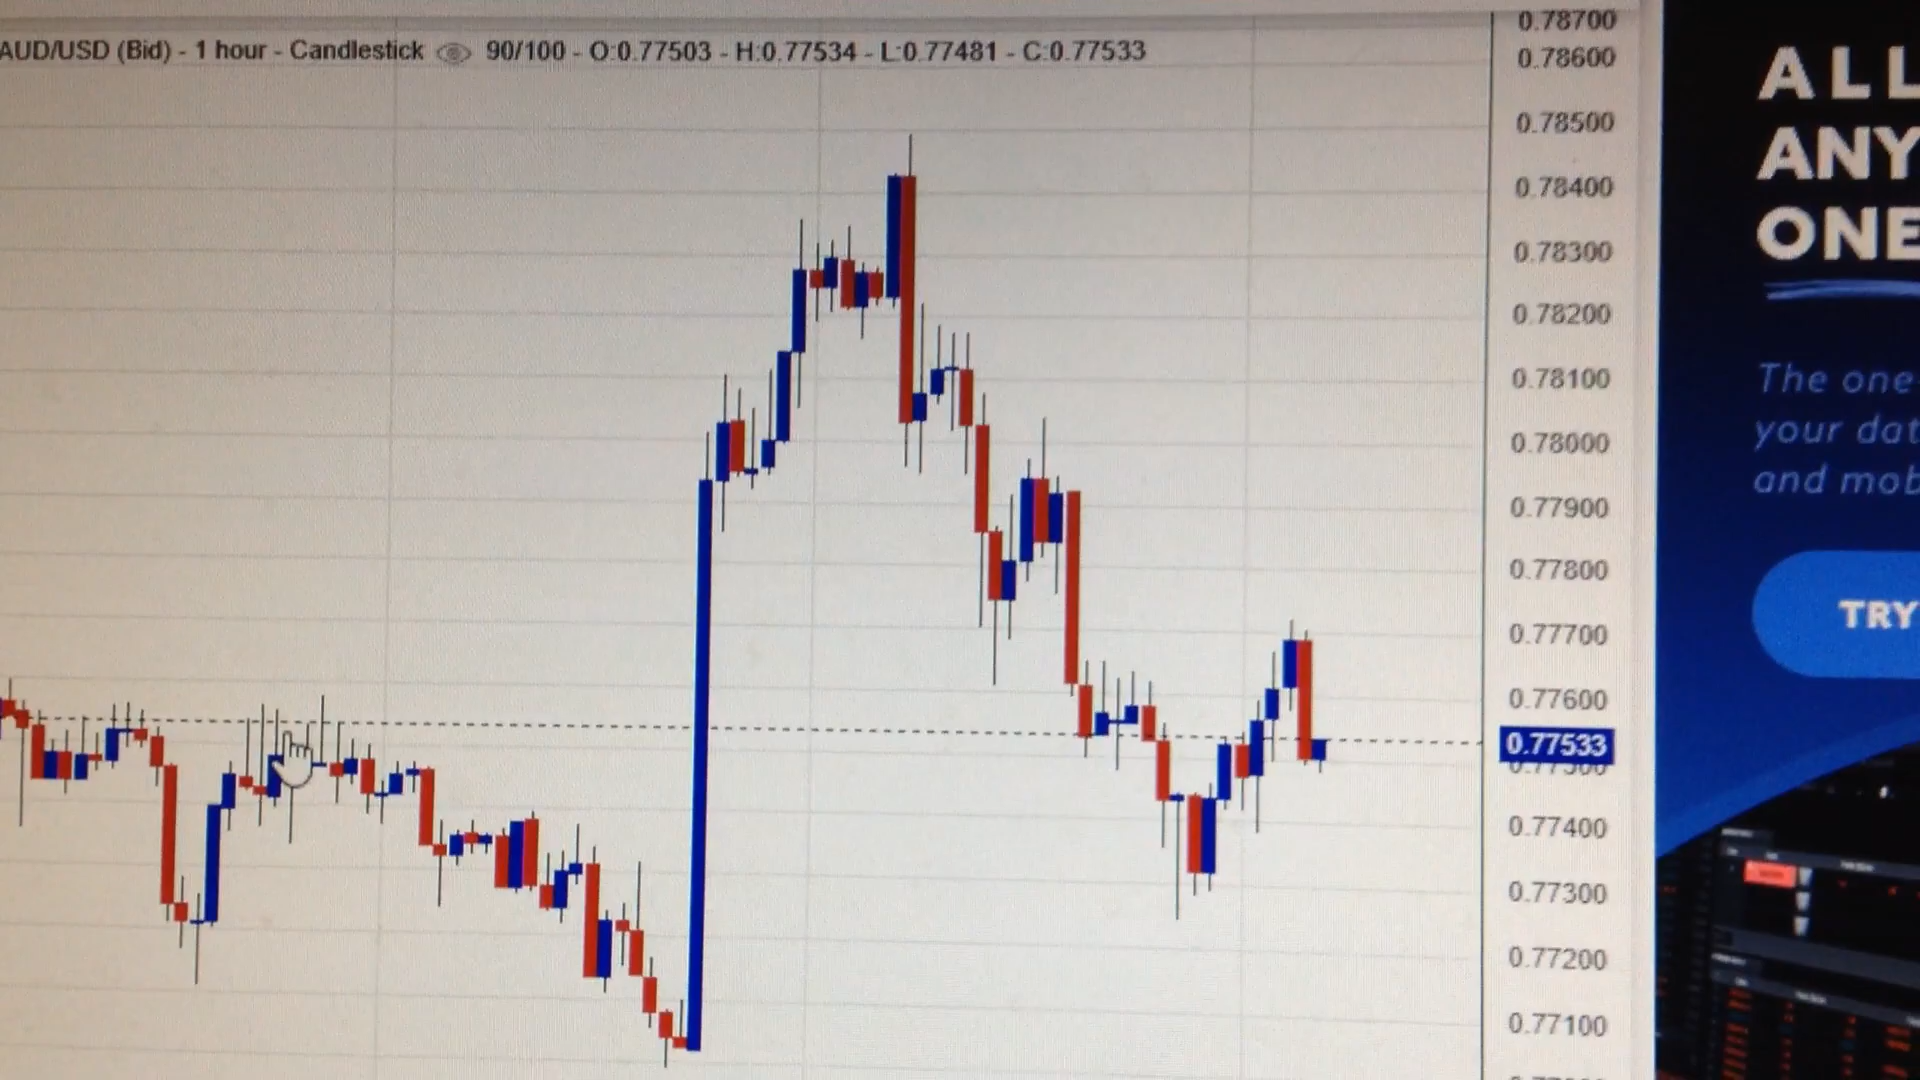 AUD/USD (Bid) - 1 hour - Candlestick 90/100 - O:0.77503 - H:0.77534 - L:0.77481 - C:0.77533
0.78700
0.78600
0.78500
0.78400
0.78300
0.78200
0.78100
0.78000
0.77900
0.77800
0.77700
0.77600
0.77533
0.77500
0.77400
0.77300
0.77200
0.77100
ALL
ANY
ONE
The one-
your dat
and mob
TRY